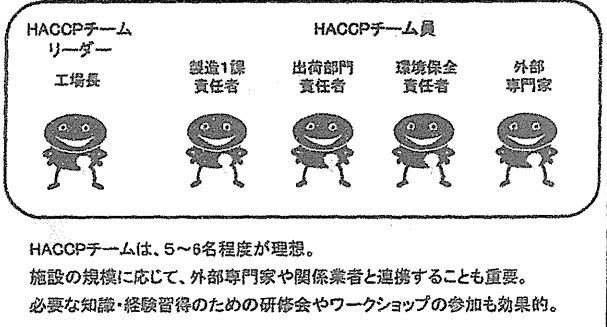 HACCPチーム
リーダー
HACCPチーム員
工場長
製造1課
責任者
出荷部門
責任者
環境保全
責任者
外部
専門家
HACCPチームは、5～6名程度が理想。
施設の規模に応じて、外部専門家や関係業者と連携することも重要。
必要な知識・経験習得のための研修会やワークショップの参加も効果的。